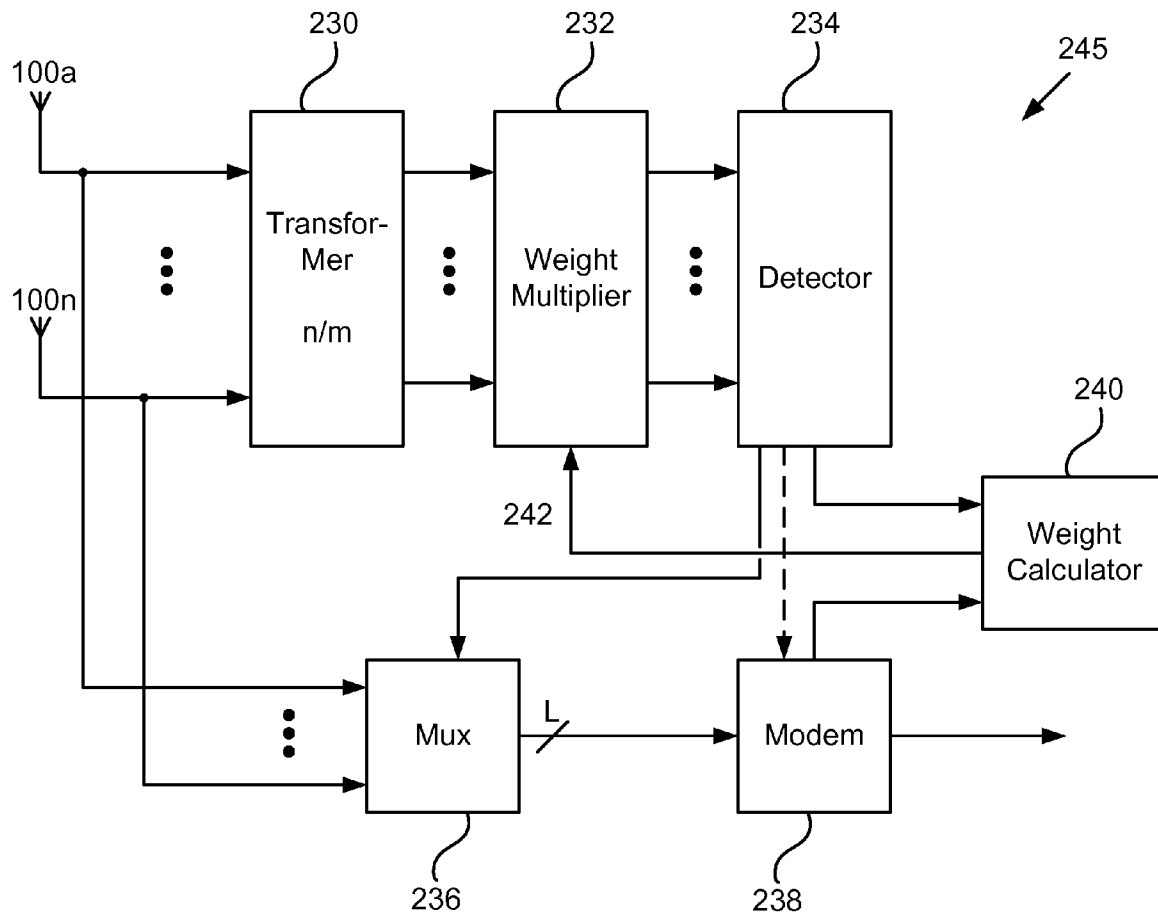 230
232
234
245
100a
100n
Transfor-
Mer
n/m
Weight
Multiplier
Detector
240
242
Weight
Calculator
Mux
L
Modem
236
238